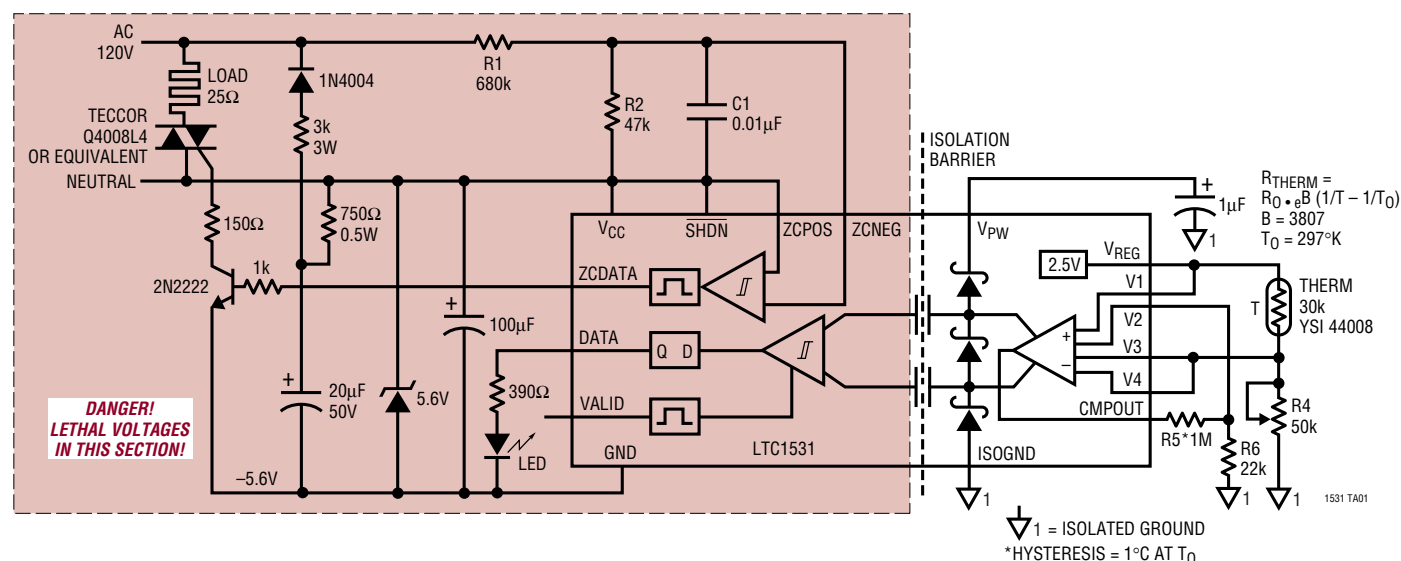 AC
120V
LOAD
25Ω
TECCOR
Q4008L4
OR EQUIVALENT
NEUTRAL
1N4004
3k
3W
R1
680k
R2
47k
C1
0.01µF
ISOLATION
BARRIER
150Ω
750Ω
0.5W
1k
2N2222
+
20µF
50V
5.6V
+
100µF
–5.6V
DANGER!
LETHAL VOLTAGES
IN THIS SECTION!
390Ω
LED
VCC
SHDN
ZCPOS
ZCNEG
VPW
ZCDATA
DATA
Q D
VALID
GND
LTC1531
ISOGND
2.5V
VREG
V1
V2
V3
V4
+
–
CMPOUT
+
1µF
1
RTHERM =
R0 • eB (1/T – 1/T0)
B = 3807
T0 = 297°K
T
THERM
30k
YSI 44008
R4
50k
R5*1M
R6
22k
1
1
1
1531 TA01
1 = ISOLATED GROUND
*HYSTERESIS = 1°C AT T0